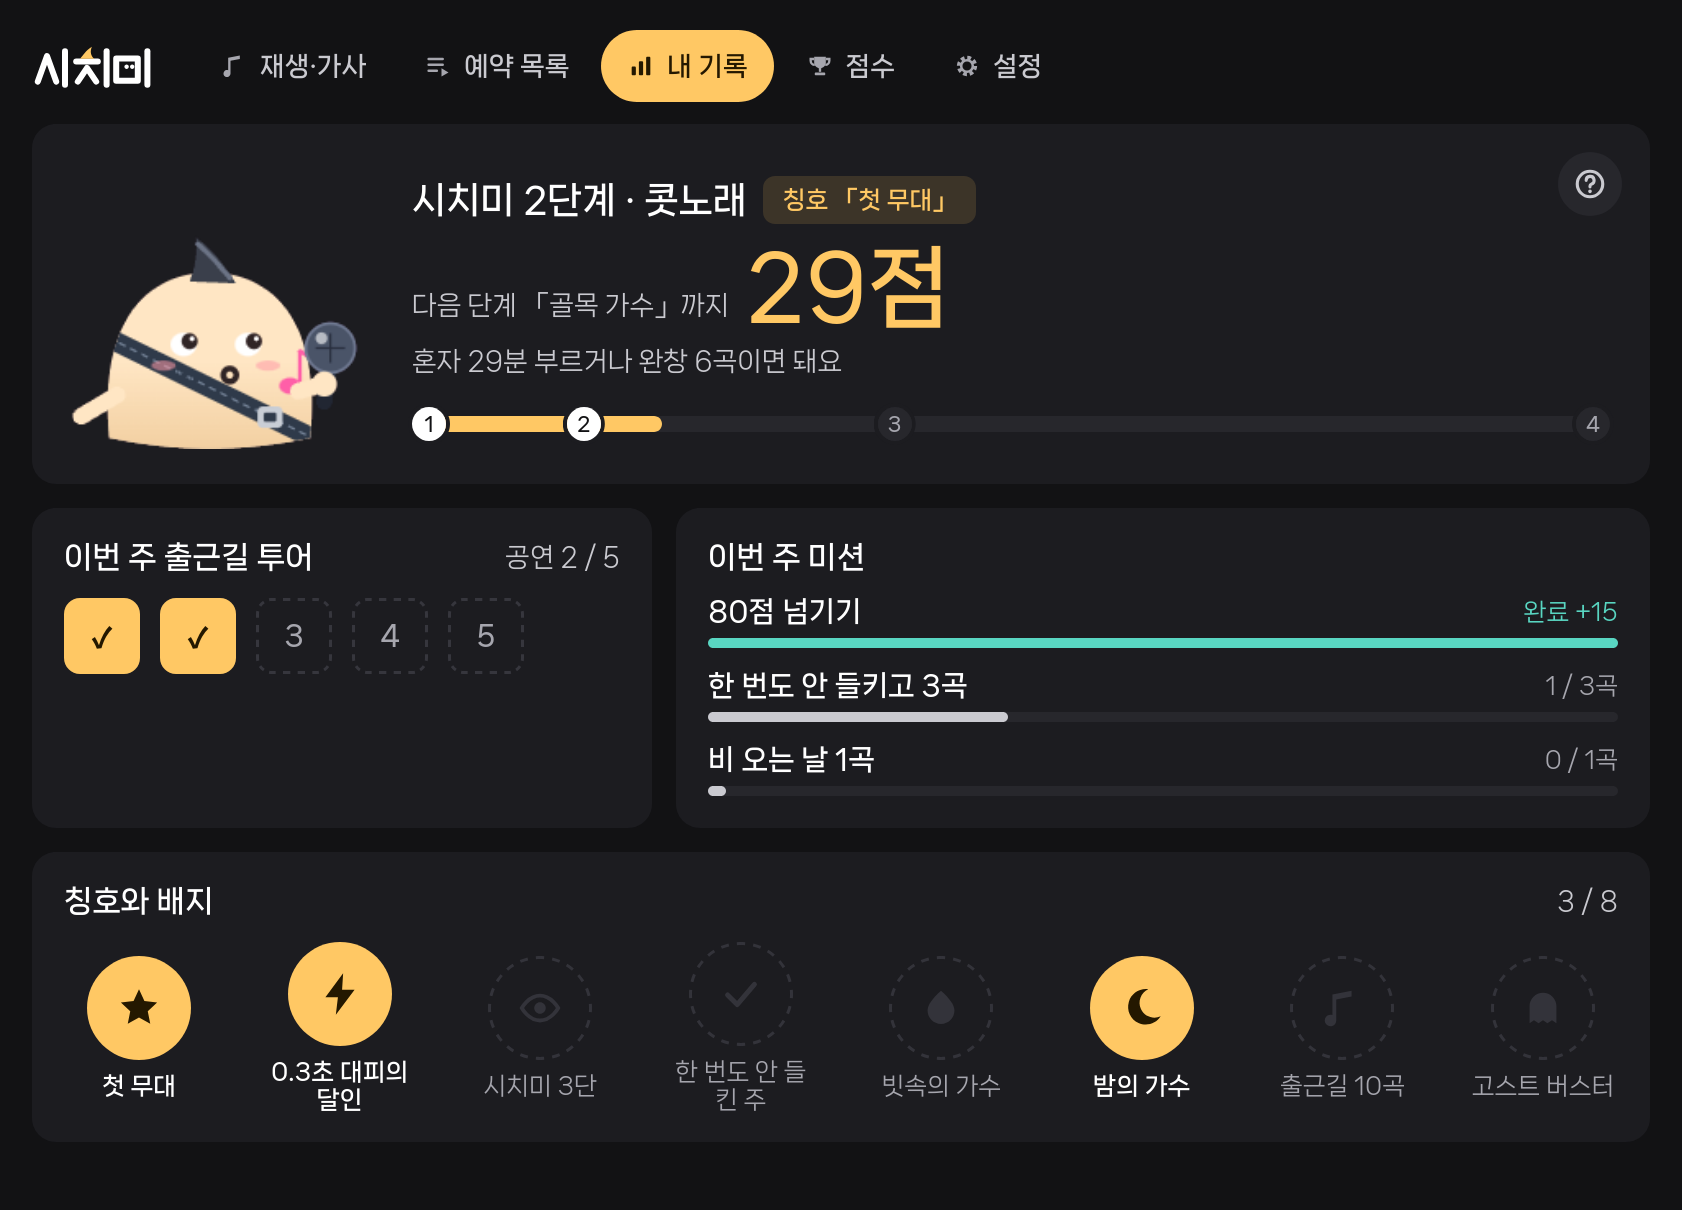 시치미
재생·가사
예약 목록
내 기록
점수
설정
시치미 2단계 · 콧노래
칭호 「첫 무대」
다음 단계 「골목 가수」까지 29점
혼자 29분 부르거나 완창 6곡이면 돼요
1 2 3 4
이번 주 출근길 투어
공연 2 / 5
3 4 5
이번 주 미션
80점 넘기기
완료 +15
한 번도 안 들키고 3곡
1 / 3곡
비 오는 날 1곡
0 / 1곡
칭호와 배지
3 / 8
첫 무대
0.3초 대피의
달인
시치미 3단
한 번도 안 들
킨 주
빗속의 가수
밤의 가수
출근길 10곡
고스트 버스터